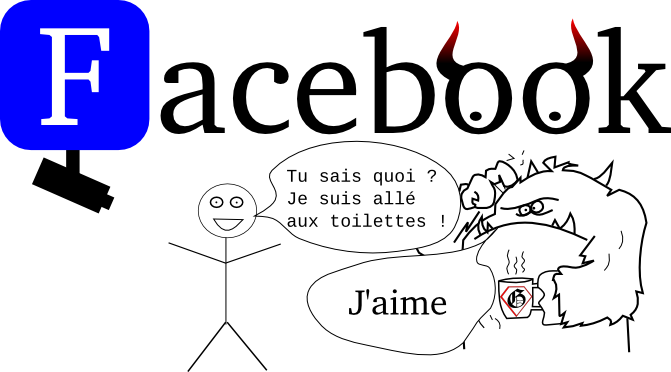 Facebook
Tu sais quoi ?
Je suis allé
aux toilettes !
J'aime
G